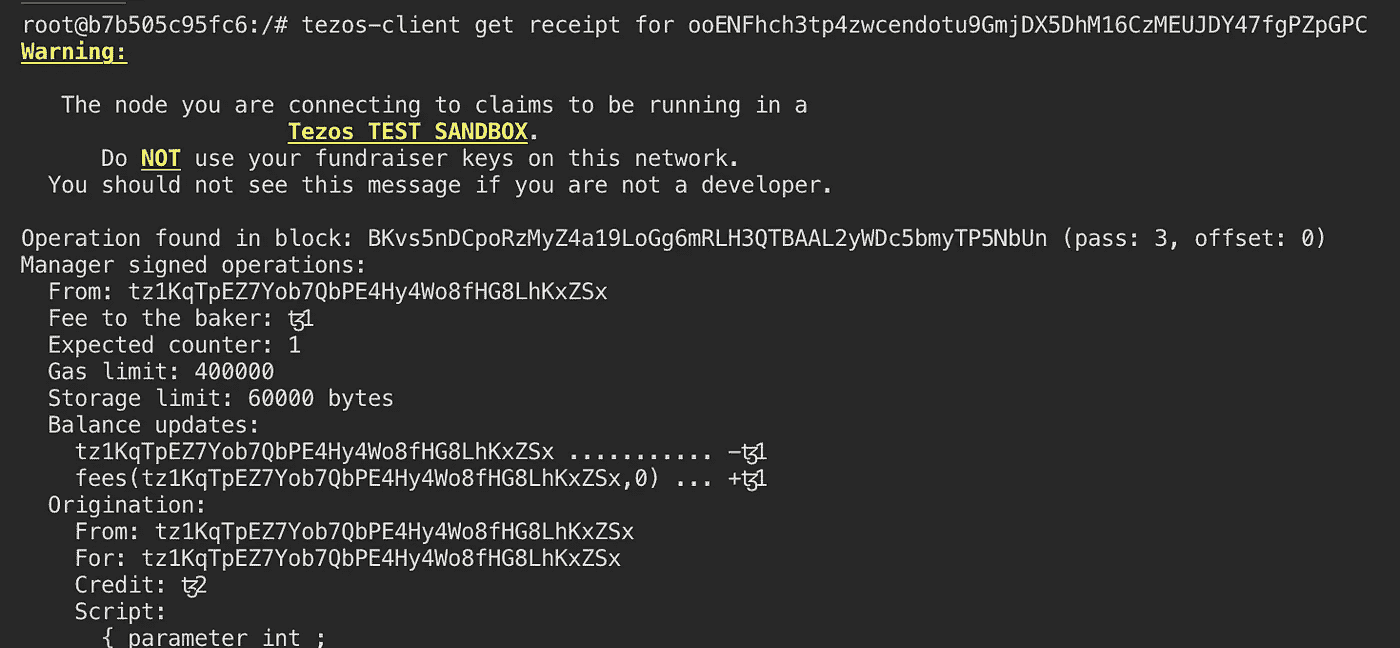 root@b7b505c95fc6:/# tezos-client get receipt for ooENFhch3tp4zwcendotu9GmjDX5DhM16CzMEUJDY47fgPZpGPC
Warning:
The node you are connecting to claims to be running in a
Tezos TEST SANDBOX.
Do NOT use your fundraiser keys on this network.
You should not see this message if you are not a developer.
Operation found in block: BKvs5nDCpoRzMyZ4a19LoGg6mRLH3QTBAAL2yWDc5bmyTP5NbUn (pass: 3, offset: 0)
Manager signed operations:
From: tz1KqTpEZ7Yob7QbPE4Hy4Wo8fHG8LhKxZSx
Fee to the baker: ꜩ1
Expected counter: 1
Gas limit: 400000
Storage limit: 60000 bytes
Balance updates:
tz1KqTpEZ7Yob7QbPE4Hy4Wo8fHG8LhKxZSx ........... -ꜩ1
fees(tz1KqTpEZ7Yob7QbPE4Hy4Wo8fHG8LhKxZSx,0) ... +ꜩ1
Origination:
From: tz1KqTpEZ7Yob7QbPE4Hy4Wo8fHG8LhKxZSx
For: tz1KqTpEZ7Yob7QbPE4Hy4Wo8fHG8LhKxZSx
Credit: ꜩ2
Script:
{ parameter int ;